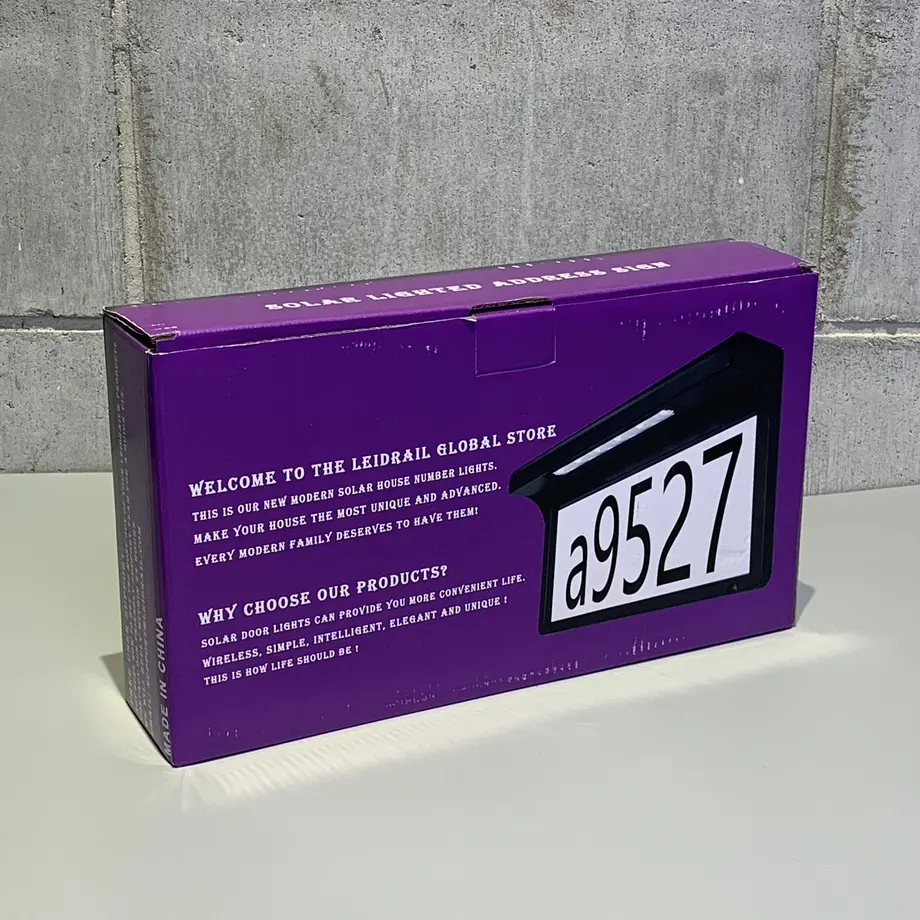 SOLAR LIGHTED ADDRESS SIGN
WELCOME TO THE LEIDRAIL GLOBAL STORE
THIS IS OUR NEW MODERN SOLAR HOUSE NUMBER LIGHTS.
MAKE YOUR HOUSE THE MOST UNIQUE AND ADVANCED.
EVERY MODERN FAMILY DESERVES TO HAVE THEM!
WHY CHOOSE OUR PRODUCTS?
SOLAR DOOR LIGHTS CAN PROVIDE YOU MORE CONVENIENT LIFE.
WIRELESS, SIMPLE, INTELLIGENT, ELEGANT AND UNIQUE !
THIS IS HOW LIFE SHOULD BE !
a9527
MADE IN CHINA